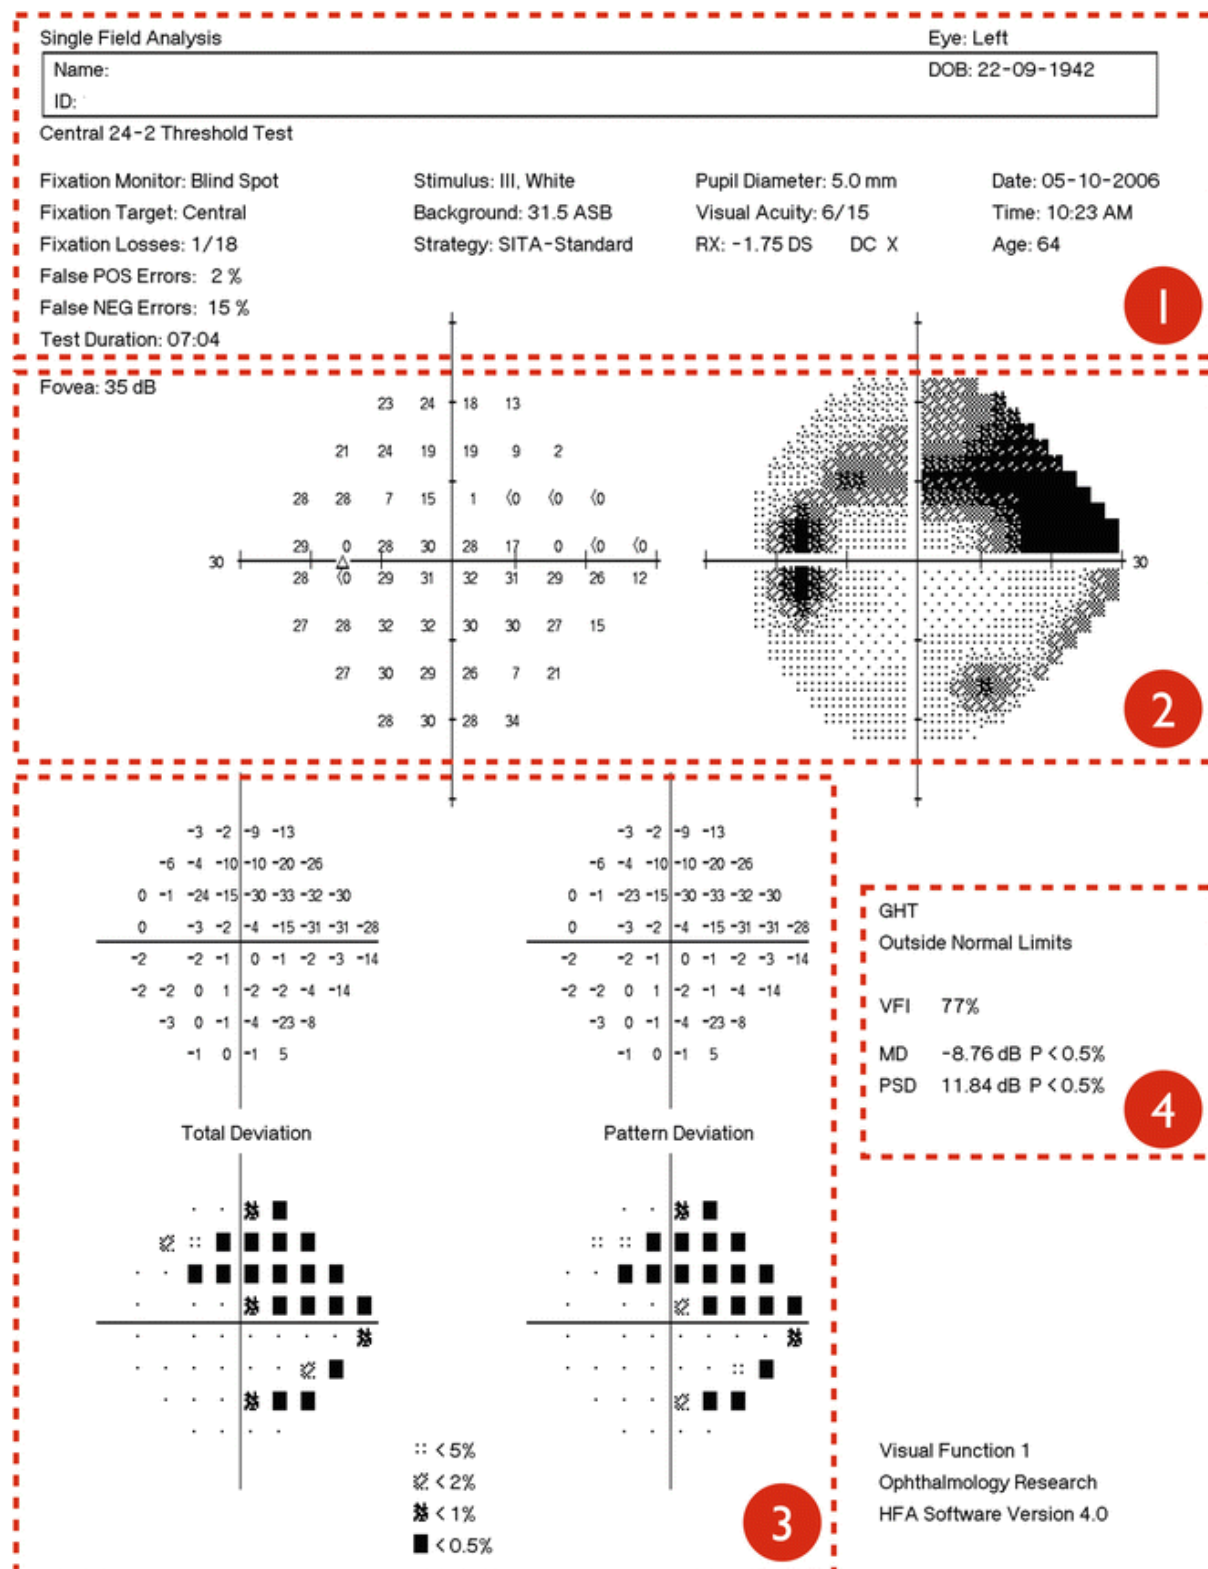 Single Field Analysis Eye: Left
Name: DOB: 22-09-1942
ID:
Central 24-2 Threshold Test
Fixation Monitor: Blind Spot Stimulus: III, White Pupil Diameter: 5.0 mm Date: 05-10-2006
Fixation Target: Central Background: 31.5 ASB Visual Acuity: 6/15 Time: 10:23 AM
Fixation Losses: 1/18 Strategy: SITA-Standard RX: -1.75 DS DC X Age: 64
False POS Errors: 2 %
False NEG Errors: 15 %
Test Duration: 07:04
1
Fovea: 35 dB
23 24 18 13
21 24 19 19 9 2
28 28 7 15 1 <0 <0 <0
29 0 28 30 28 17 0 <0 <0
30 30
28 <0 29 31 32 31 29 26 12
27 28 32 32 30 30 27 15
27 30 29 26 7 21
28 30 28 34
2
-3 -2 -9 -13 -3 -2 -9 -13
-6 -4 -10 -10 -20 -26 -6 -4 -10 -10 -20 -26
0 -1 -24 -15 -30 -33 -32 -30 0 -1 -23 -15 -30 -33 -32 -30
0 -3 -2 -4 -15 -31 -31 -28 0 -3 -2 -4 -15 -31 -31 -28
-2 -2 -1 0 -1 -2 -3 -14 -2 -2 -1 0 -1 -2 -3 -14
-2 -2 0 1 -2 -2 -4 -14 -2 -2 0 1 -2 -1 -4 -14
-3 0 -1 -4 -23 -8 -3 0 -1 -4 -23 -8
-1 0 -1 5 -1 0 -1 5
Total Deviation Pattern Deviation
< 5%
< 2%
< 1%
< 0.5%
3
GHT
Outside Normal Limits
VFI 77%
MD -8.76 dB P < 0.5%
PSD 11.84 dB P < 0.5%
4
Visual Function 1
Ophthalmology Research
HFA Software Version 4.0